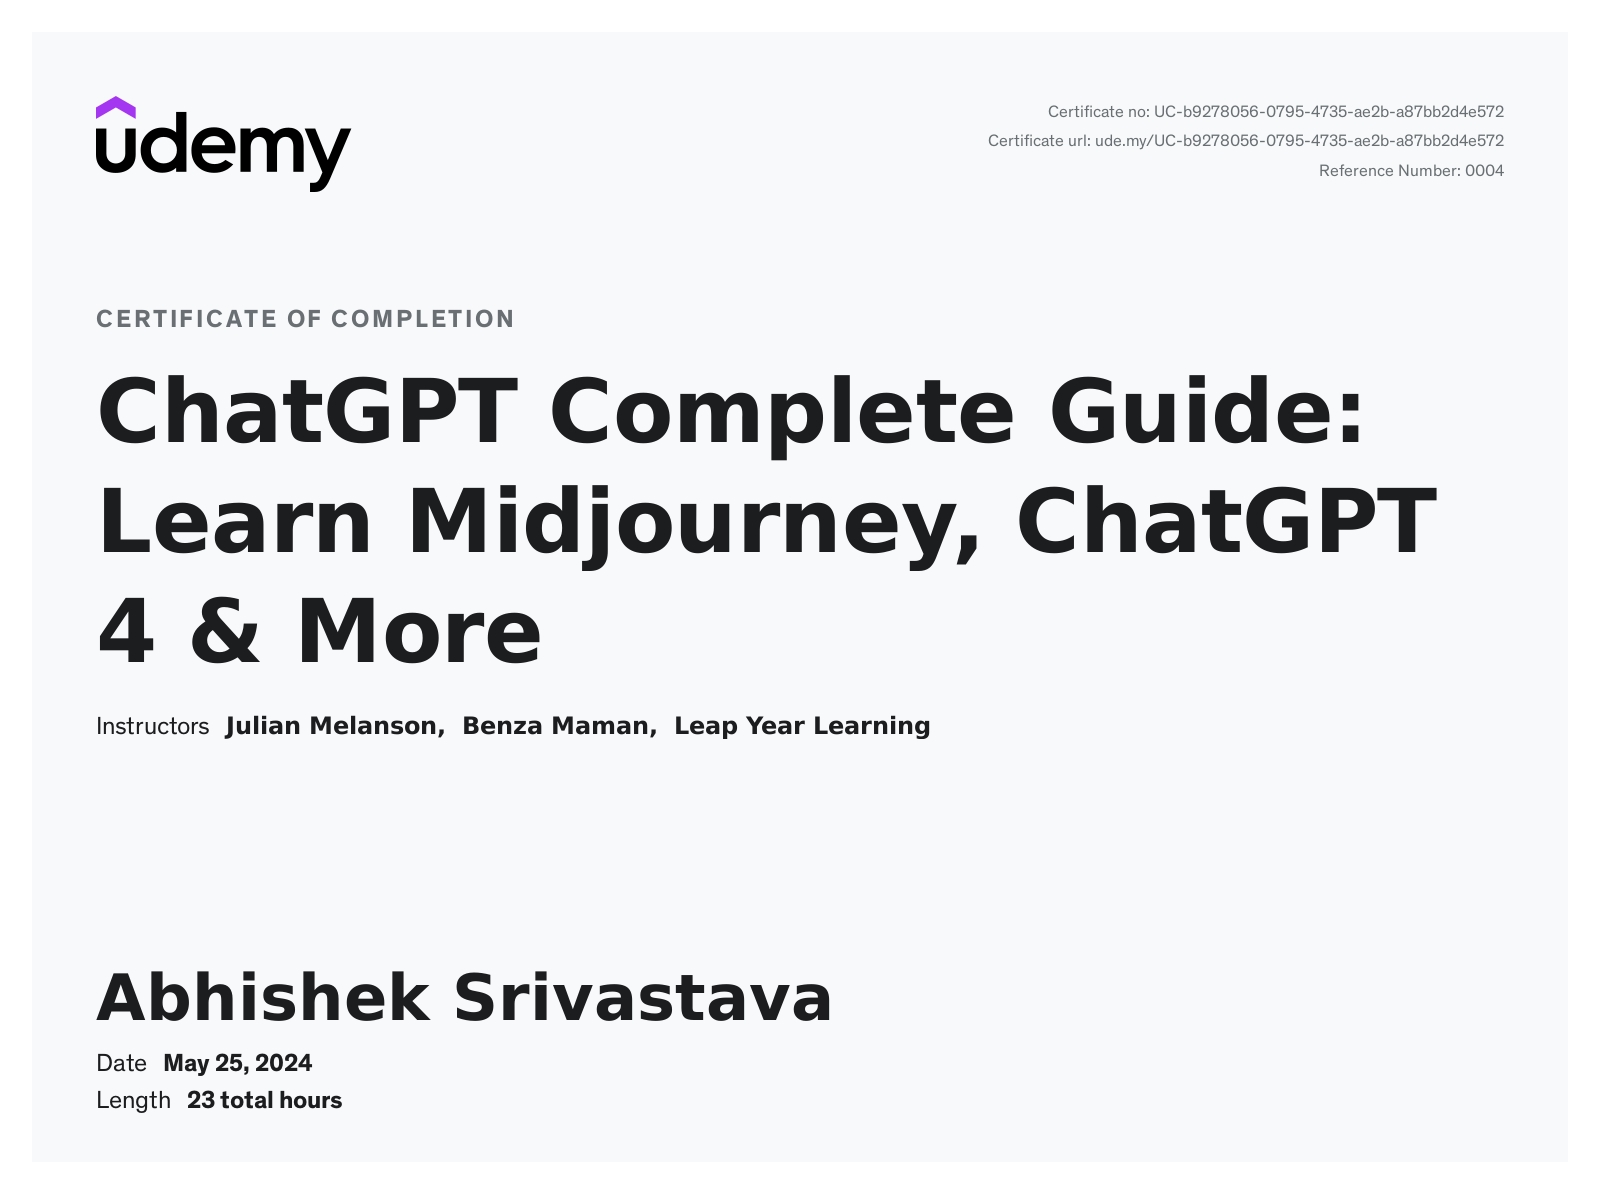 udemy
Certificate no: UC-b9278056-0795-4735-ae2b-a87bb2d4e572
Certificate url: ude.my/UC-b9278056-0795-4735-ae2b-a87bb2d4e572
Reference Number: 0004
CERTIFICATE OF COMPLETION
ChatGPT Complete Guide:
Learn Midjourney, ChatGPT
4 & More
Instructors Julian Melanson, Benza Maman, Leap Year Learning
Abhishek Srivastava
Date May 25, 2024
Length 23 total hours